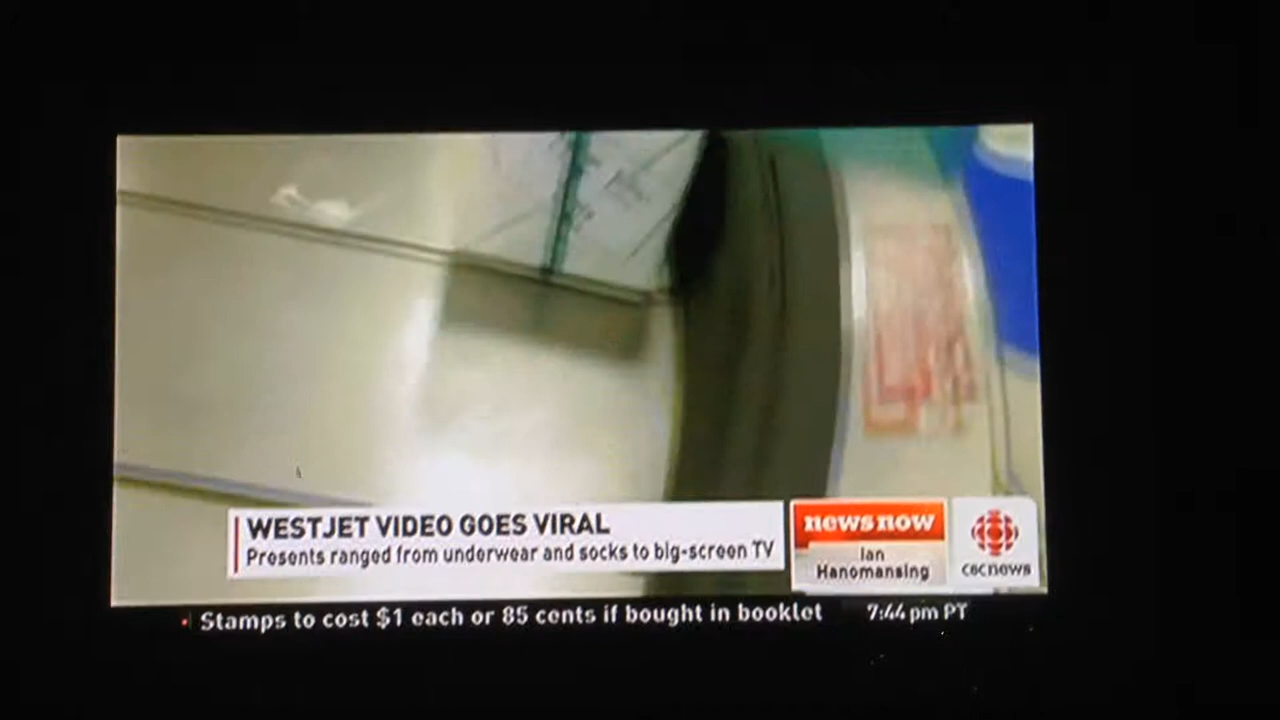 WESTJET VIDEO GOES VIRAL
Presents ranged from underwear and socks to big-screen TV
news now
Ian
Hanomansing
CBCNEWS
Stamps to cost $1 each or 85 cents if bought in booklet
7:44 pm PT